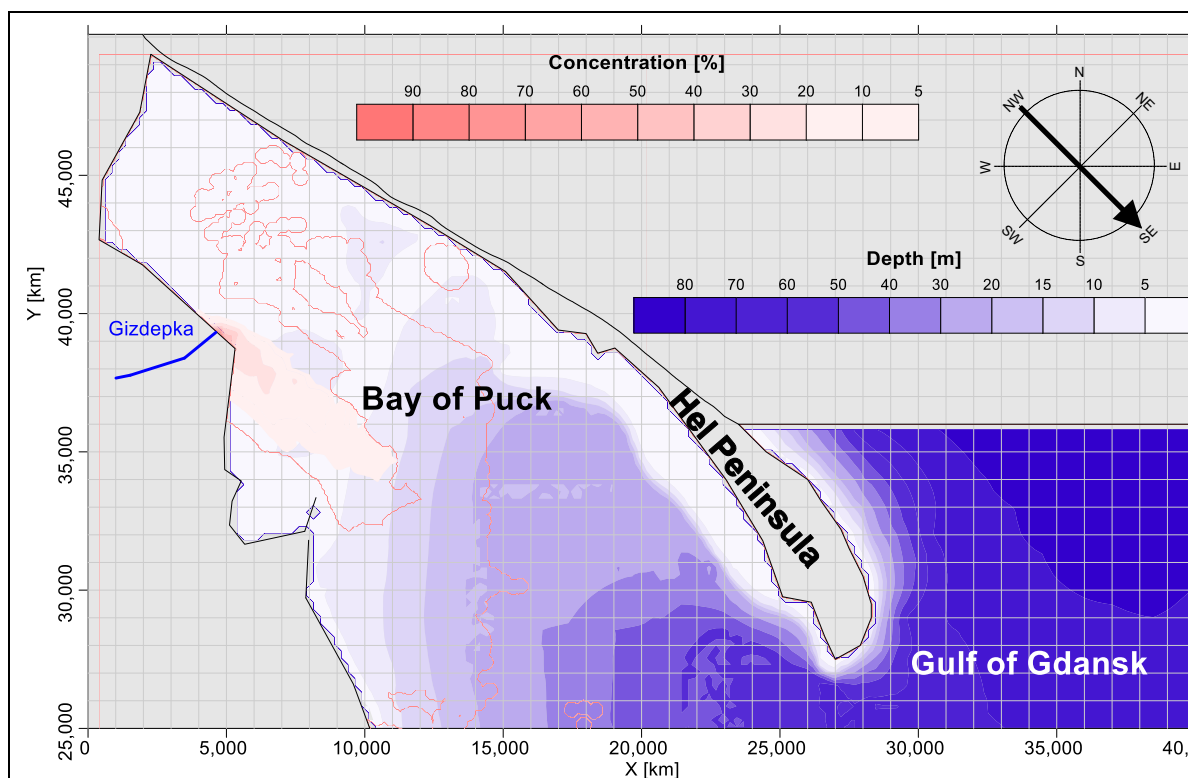 Concentration [%]
90 80 70 60 50 40 30 20 10 5
N
NE
E
SE
S
SW
W
NW
Depth [m]
80 70 60 50 40 30 20 15 10 5
Gizdepka
Bay of Puck
Hel Peninsula
Gulf of Gdansk
Y [km]
45,000
40,000
35,000
30,000
25,000
0 5,000 10,000 15,000 20,000 25,000 30,000 35,000 40,000
X [km]